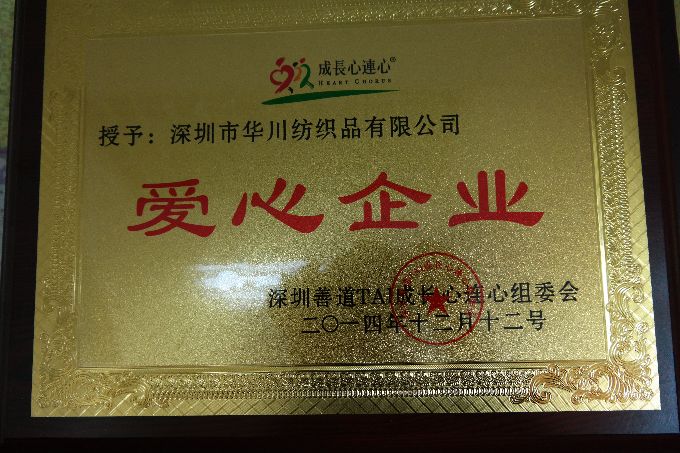 成長心連心®
HEART CHORUS
授予：深圳市华川纺织品有限公司
爱心企业
深圳善道TAI成长心连心组委会
二〇一四年十二月十二号